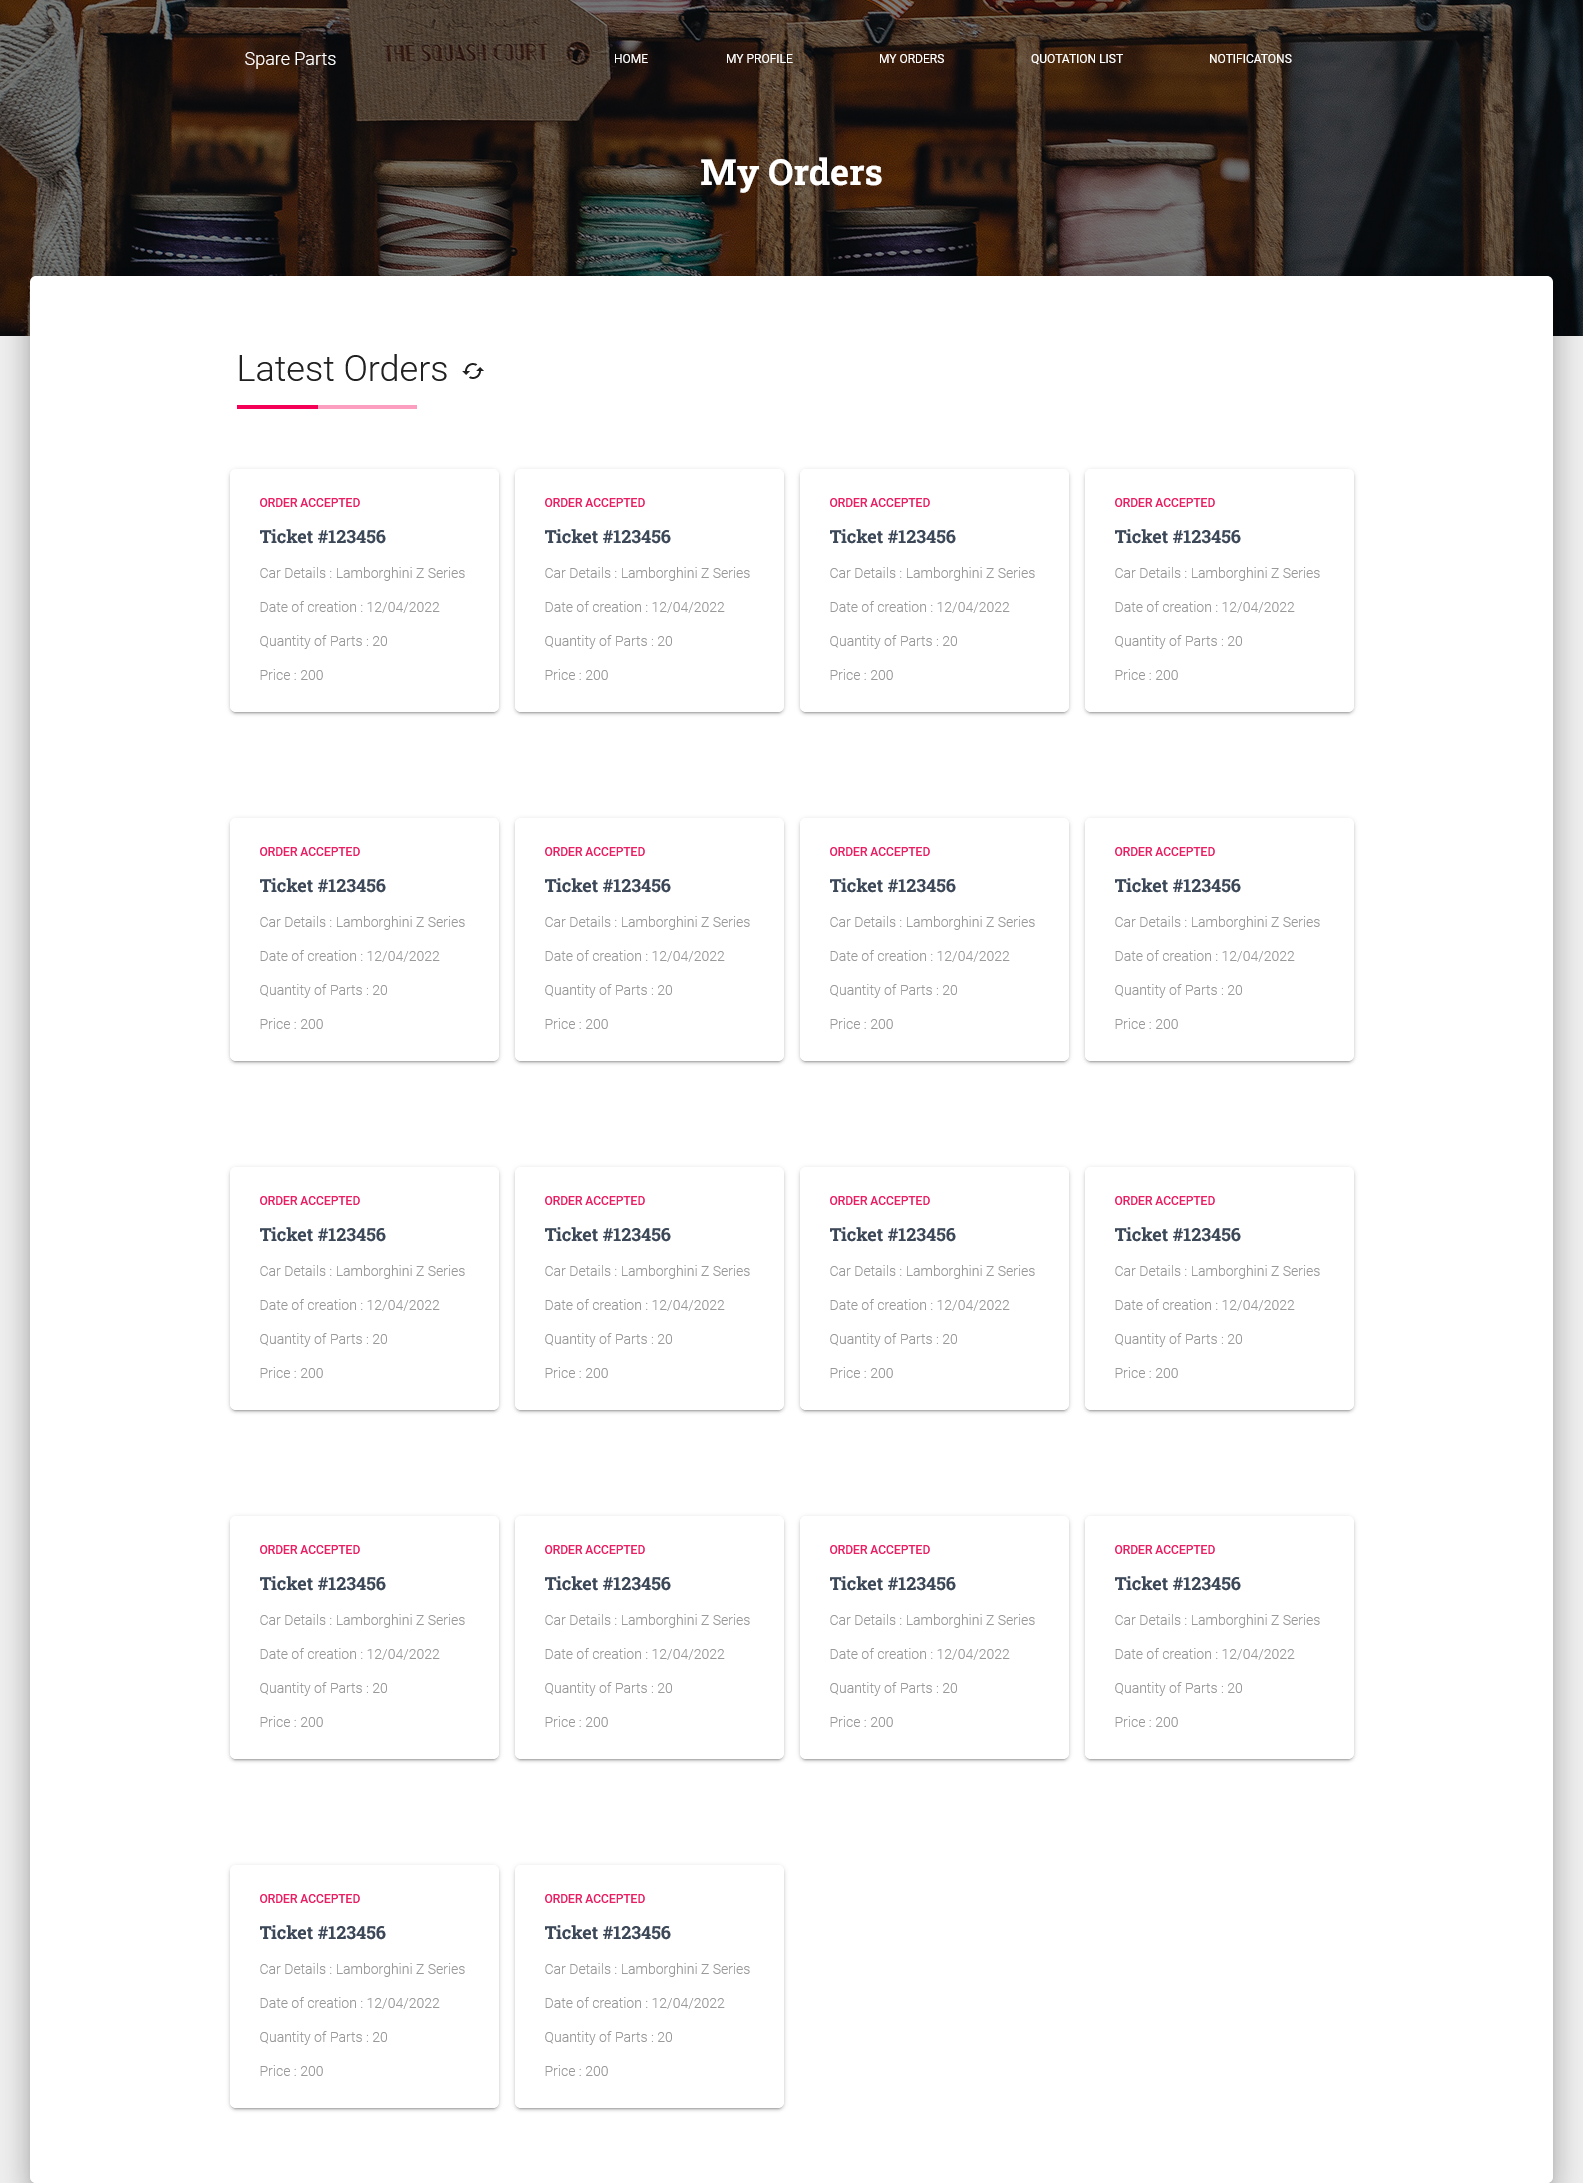 THE SQUASH COURT
Spare Parts
HOME
MY PROFILE
MY ORDERS
QUOTATION LIST
NOTIFICATONS
My Orders
Latest Orders
ORDER ACCEPTED
Ticket #123456
Car Details : Lamborghini Z Series
Date of creation : 12/04/2022
Quantity of Parts : 20
Price : 200
ORDER ACCEPTED
Ticket #123456
Car Details : Lamborghini Z Series
Date of creation : 12/04/2022
Quantity of Parts : 20
Price : 200
ORDER ACCEPTED
Ticket #123456
Car Details : Lamborghini Z Series
Date of creation : 12/04/2022
Quantity of Parts : 20
Price : 200
ORDER ACCEPTED
Ticket #123456
Car Details : Lamborghini Z Series
Date of creation : 12/04/2022
Quantity of Parts : 20
Price : 200
ORDER ACCEPTED
Ticket #123456
Car Details : Lamborghini Z Series
Date of creation : 12/04/2022
Quantity of Parts : 20
Price : 200
ORDER ACCEPTED
Ticket #123456
Car Details : Lamborghini Z Series
Date of creation : 12/04/2022
Quantity of Parts : 20
Price : 200
ORDER ACCEPTED
Ticket #123456
Car Details : Lamborghini Z Series
Date of creation : 12/04/2022
Quantity of Parts : 20
Price : 200
ORDER ACCEPTED
Ticket #123456
Car Details : Lamborghini Z Series
Date of creation : 12/04/2022
Quantity of Parts : 20
Price : 200
ORDER ACCEPTED
Ticket #123456
Car Details : Lamborghini Z Series
Date of creation : 12/04/2022
Quantity of Parts : 20
Price : 200
ORDER ACCEPTED
Ticket #123456
Car Details : Lamborghini Z Series
Date of creation : 12/04/2022
Quantity of Parts : 20
Price : 200
ORDER ACCEPTED
Ticket #123456
Car Details : Lamborghini Z Series
Date of creation : 12/04/2022
Quantity of Parts : 20
Price : 200
ORDER ACCEPTED
Ticket #123456
Car Details : Lamborghini Z Series
Date of creation : 12/04/2022
Quantity of Parts : 20
Price : 200
ORDER ACCEPTED
Ticket #123456
Car Details : Lamborghini Z Series
Date of creation : 12/04/2022
Quantity of Parts : 20
Price : 200
ORDER ACCEPTED
Ticket #123456
Car Details : Lamborghini Z Series
Date of creation : 12/04/2022
Quantity of Parts : 20
Price : 200
ORDER ACCEPTED
Ticket #123456
Car Details : Lamborghini Z Series
Date of creation : 12/04/2022
Quantity of Parts : 20
Price : 200
ORDER ACCEPTED
Ticket #123456
Car Details : Lamborghini Z Series
Date of creation : 12/04/2022
Quantity of Parts : 20
Price : 200
ORDER ACCEPTED
Ticket #123456
Car Details : Lamborghini Z Series
Date of creation : 12/04/2022
Quantity of Parts : 20
Price : 200
ORDER ACCEPTED
Ticket #123456
Car Details : Lamborghini Z Series
Date of creation : 12/04/2022
Quantity of Parts : 20
Price : 200